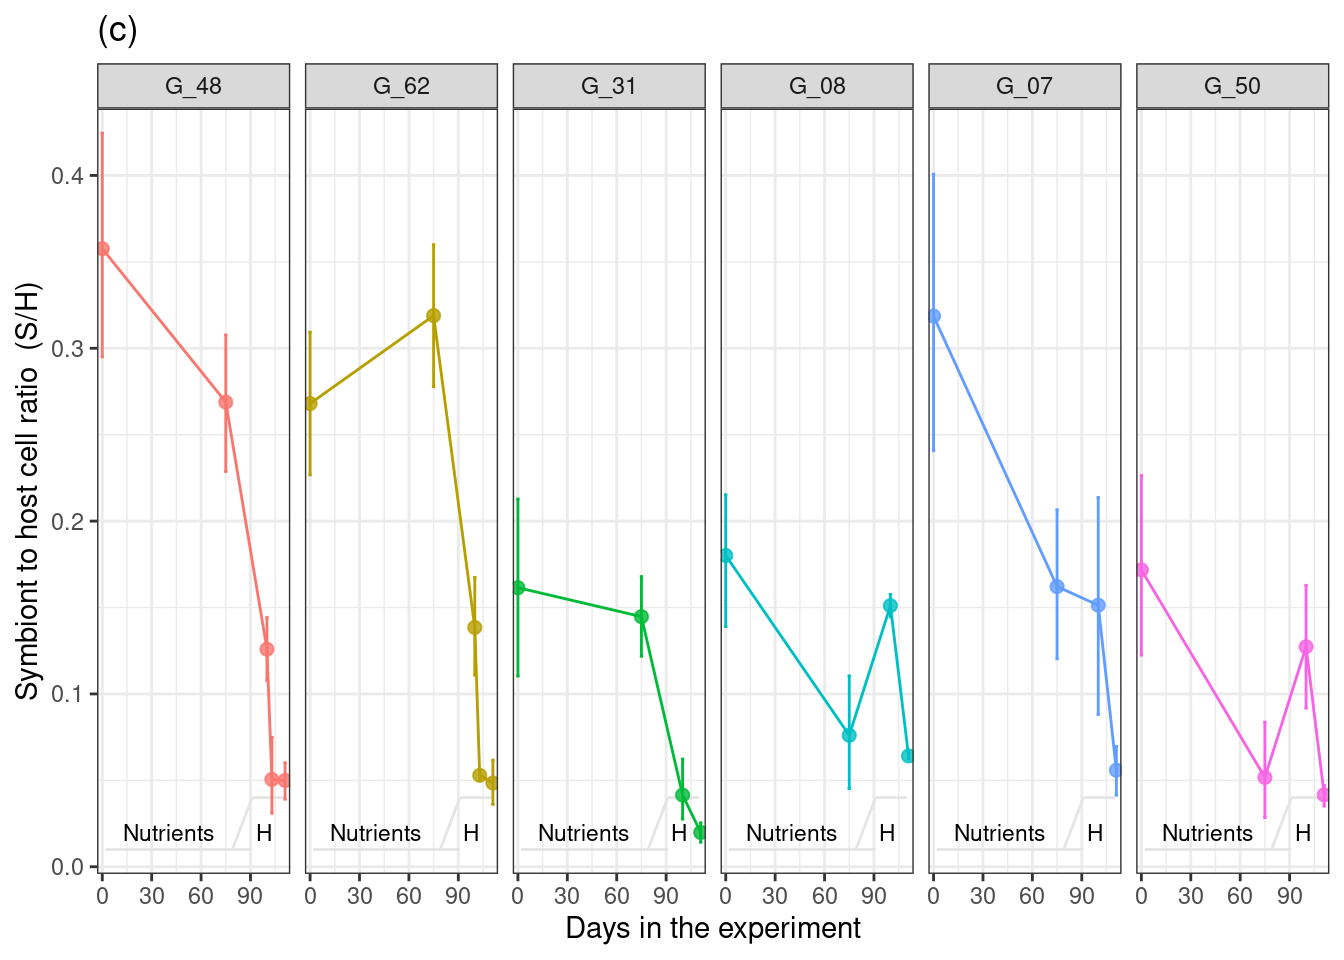 (c)
G_48 G_62 G_31 G_08 G_07 G_50
Symbiont to host cell ratio  (S/H)
0.4
0.3
0.2
0.1
0.0
Nutrients H Nutrients H Nutrients H Nutrients H Nutrients H Nutrients H
0 30 60 90 0 30 60 90 0 30 60 90 0 30 60 90 0 30 60 90 0 30 60 90
Days in the experiment